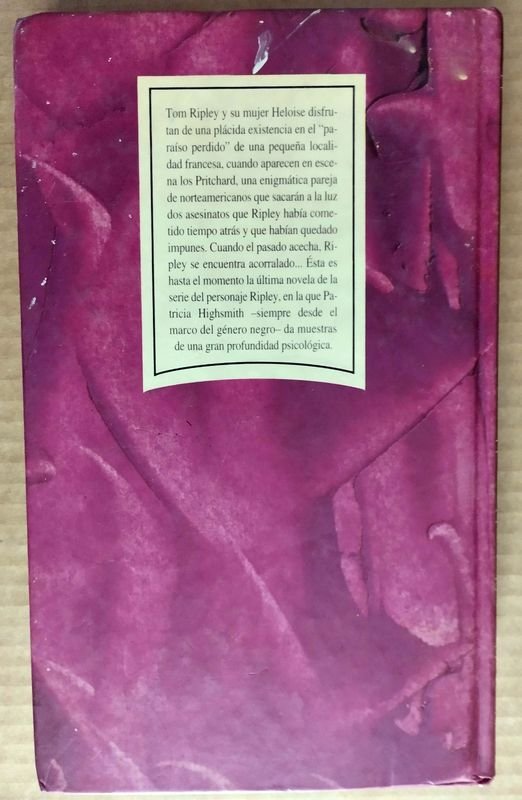 Tom Ripley y su mujer Heloise disfru-
tan de una plácida existencia en el "pa-
raíso perdido" de una pequeña locali-
dad francesa, cuando aparecen en esce-
na los Pritchard, una enigmática pareja
de norteamericanos que sacarán a la luz
dos asesinatos que Ripley había come-
tido tiempo atrás y que habían quedado
impunes. Cuando el pasado acecha, Ri-
pley se encuentra acorralado... Ésta es
hasta el momento la última novela de la
serie del personaje Ripley, en la que Pa-
tricia Highsmith –siempre desde el
marco del género negro– da muestras
de una gran profundidad psicológica.